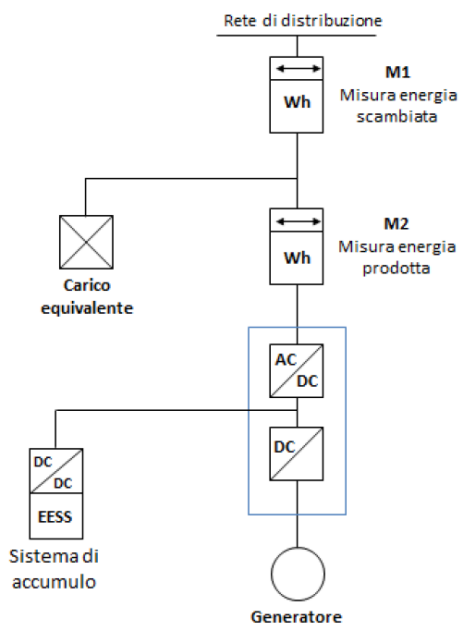 Rete di distribuzione
M1
Wh
Misura energia
scambiata
M2
Misura energia
prodotta
Wh
Carico
equivalente
AC
DC
DC
DC
DC
EESS
Sistema di
accumulo
Generatore